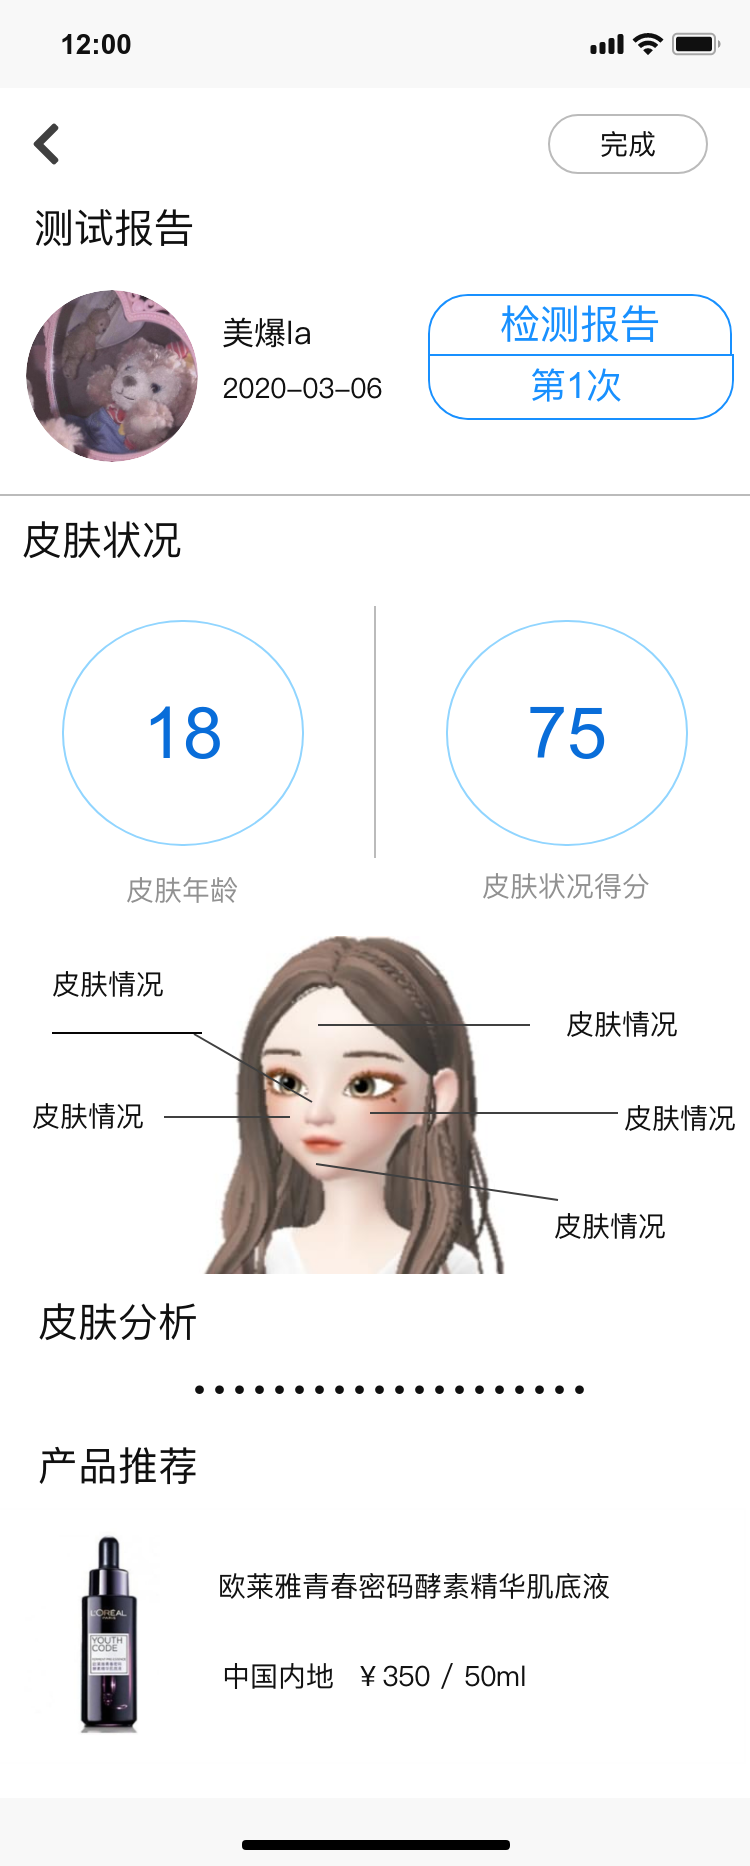 12:00
完成
测试报告
美爆la
2020-03-06
检测报告
第1次
皮肤状况
18
75
皮肤年龄
皮肤状况得分
皮肤情况
皮肤情况
皮肤情况
皮肤情况
皮肤情况
皮肤分析
产品推荐
欧莱雅青春密码酵素精华肌底液
L'ORÉAL
PARIS
YOUTH
CODE
中国内地 ¥350 / 50ml